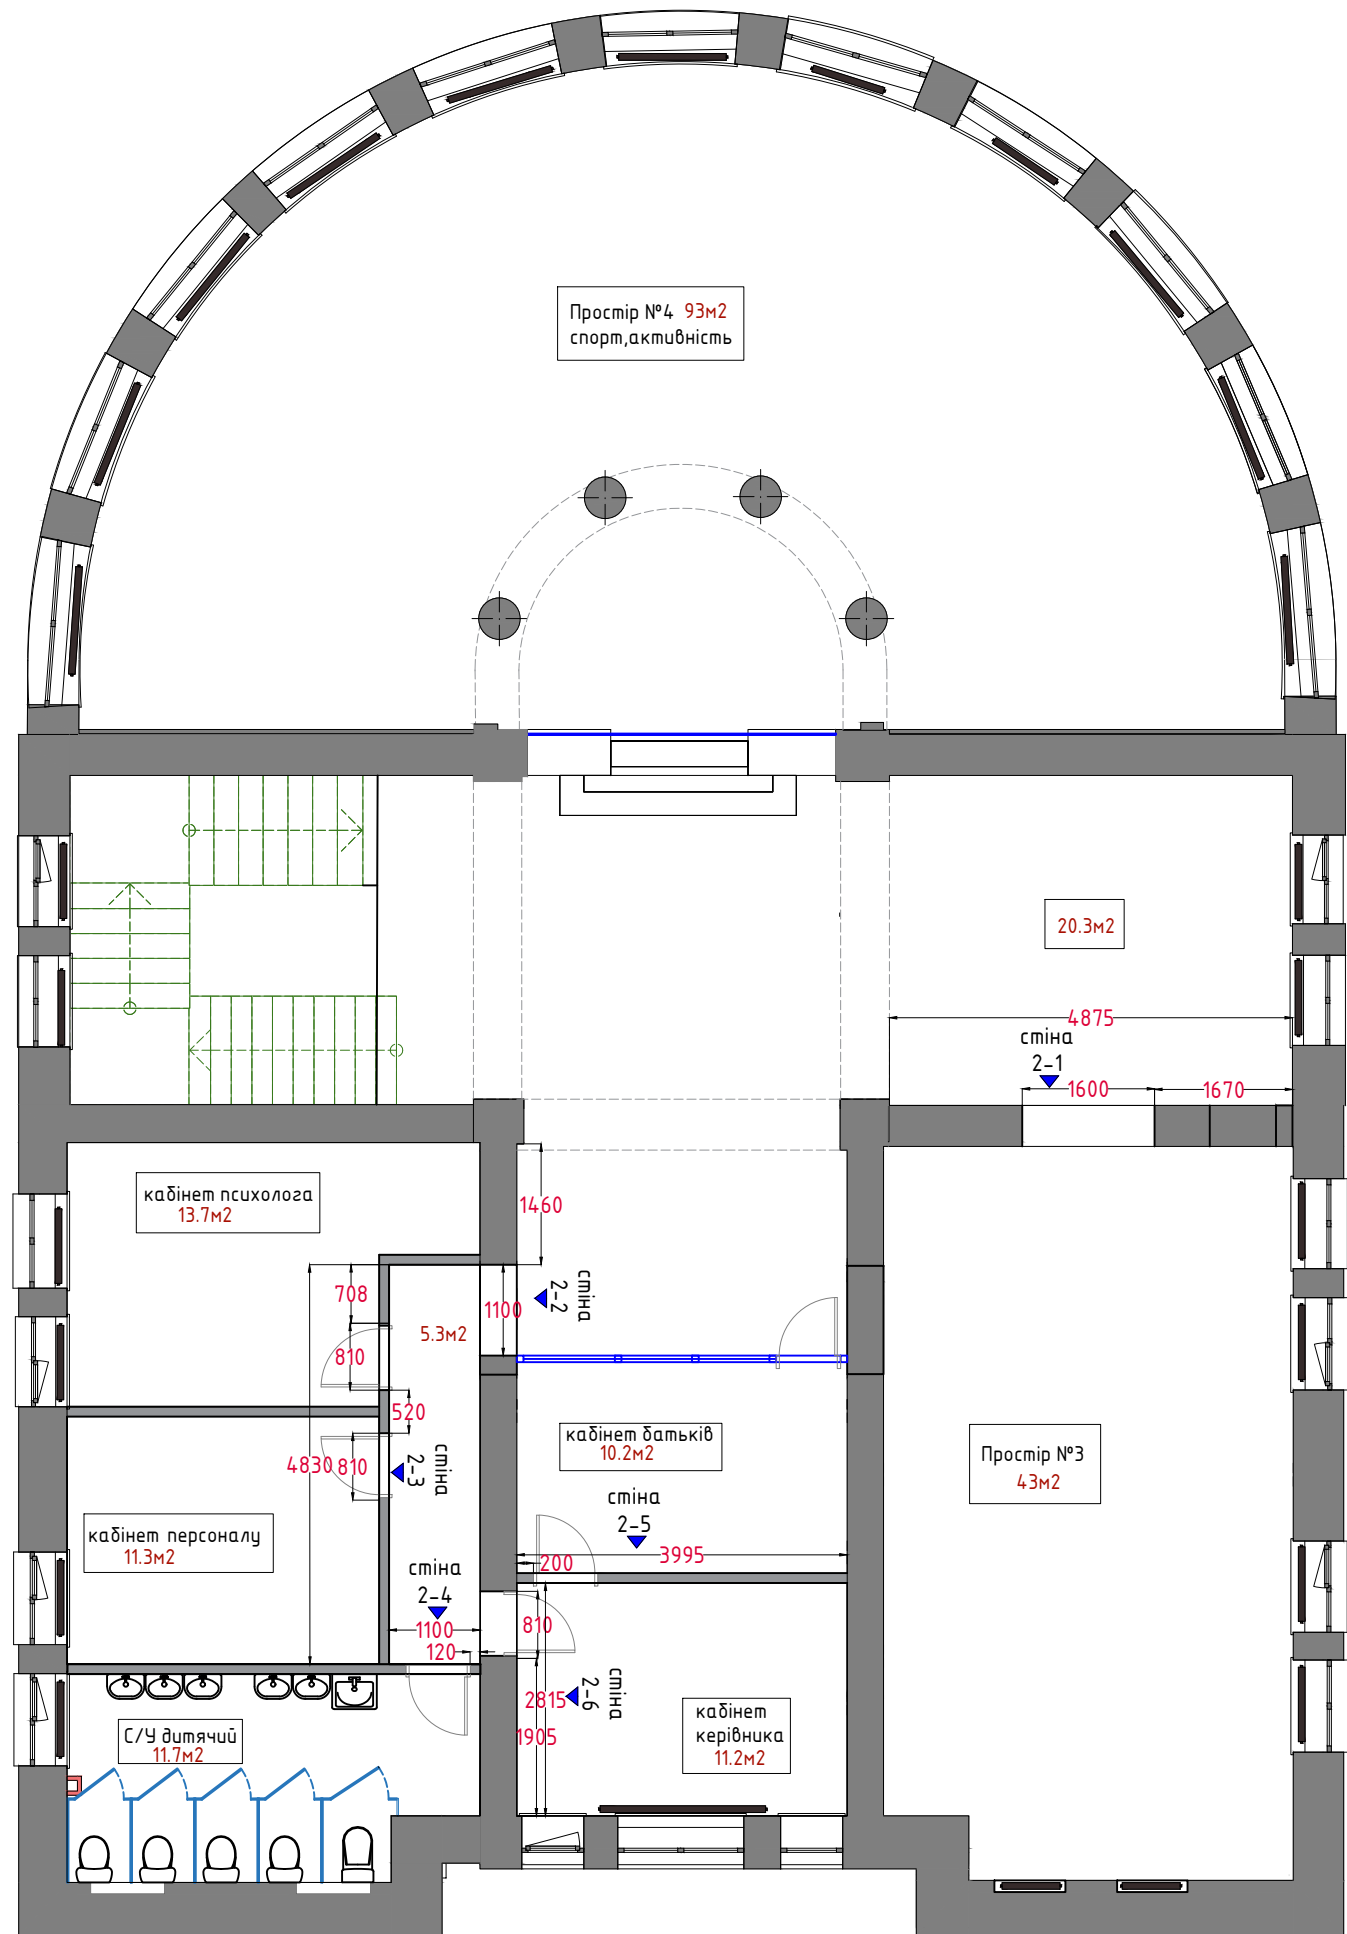 Простір №4 93м2
спорт,активність
20.3м2
4875
стіна
2-1
1600
1670
кабінет психолога
13.7м2
1460
708
1100
стіна
2-2
5.3м2
810
520
4830
810
стіна
2-3
кабінет батьків
10.2м2
Простір №3
43м2
стіна
2-5
кабінет персоналу
11.3м2
3995
200
стіна
2-4
1100
120
810
2815
1905
стіна
2-6
кабінет
керівника
11.2м2
С/У дитячий
11.7м2